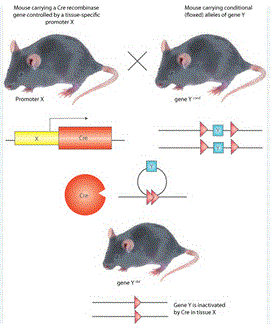 Mouse carrying a Cre recombinase
gene controlled by a tissue-specific
promoter X
Mouse carrying conditional
(floxed) alleles of gene Y
Promoter X
gene Y cond
X
Cre
Y
Y
Cre
Y
gene Y
Gene Y is inactivated
by Cre in tissue X